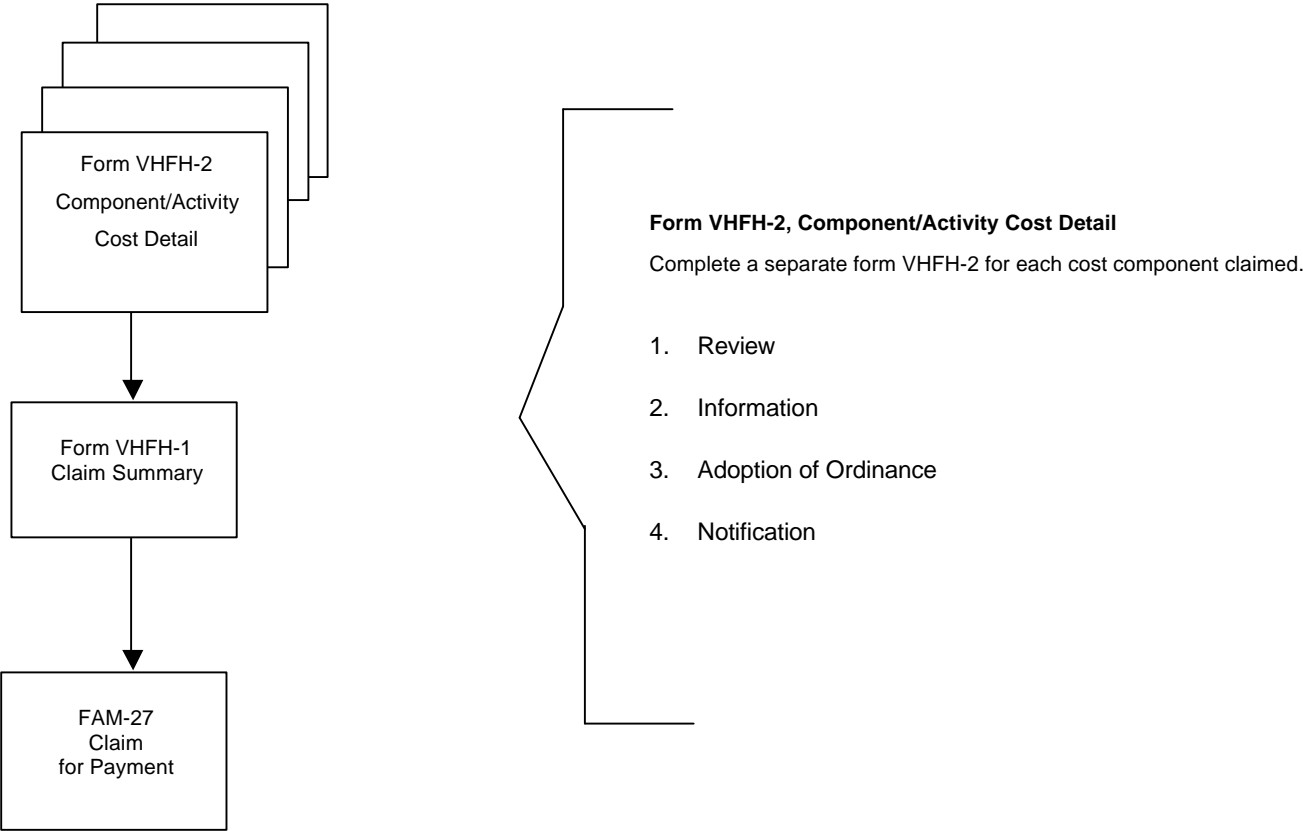 Form VHFH-2
Component/Activity
Cost Detail
Form VHFH-1
Claim Summary
FAM-27
Claim
for Payment
Form VHFH-2, Component/Activity Cost Detail
Complete a separate form VHFH-2 for each cost component claimed.
1. Review
2. Information
3. Adoption of Ordinance
4. Notification